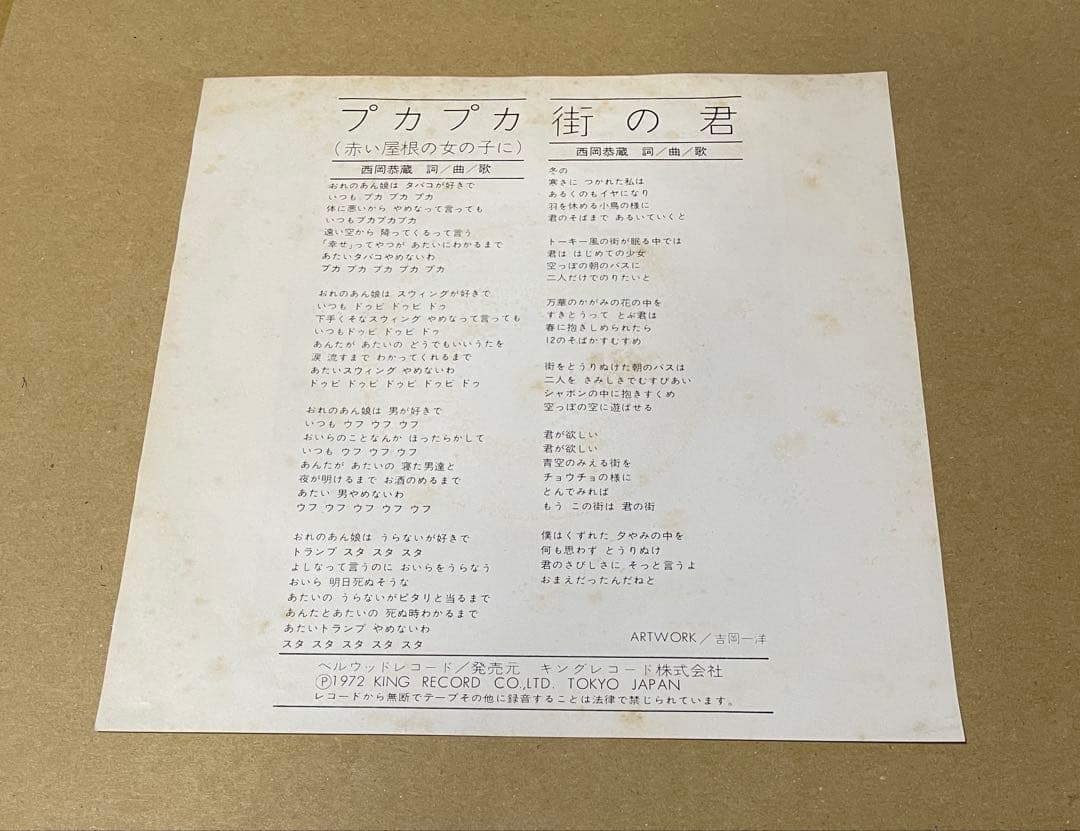 プカプカ
(赤い屋根の女の子に)
西岡恭蔵 詞/曲/歌
おれのあん娘は タバコが好きで
いつも プカ プカ プカ
体に悪いから やめなって言っても
いつもプカプカプカ
遠い空から 降ってくるって言う
「幸せ」ってやつが あたいにわかるまで
あたいタバコやめないわ
プカ プカ プカ プカ プカ
おれのあん娘は スウィングが好きで
いつも ドゥビ ドゥビ ドゥ
下手くそなスウィング やめなって言っても
いつもドゥビ ドゥビ ドゥ
あんたが あたいの どうでもいいうたを
涙 流すまで わかってくれるまで
あたいスウィング やめないわ
ドゥビ ドゥビ ドゥビ ドゥビ ドゥ
おれのあん娘は 男が好きで
いつも ウフ ウフ ウフ
おいらのことなんか ほったらかして
いつも ウフ ウフ ウフ
あんたが あたいの 寝た男達と
夜が明けるまで お酒のめるまで
あたい 男やめないわ
ウフ ウフ ウフ ウフ ウフ
おれのあん娘は うらないが好きで
トランプ スタ スタ スタ
よしなって言うのに おいらをうらなう
おいら 明日死ぬそうな
あたいの うらないがピタリと当るまで
あんたとあたいの 死ぬ時わかるまで
あたいトランプ やめないわ
スタ スタ スタ スタ スタ
街の君
西岡恭蔵 詞/曲/歌
冬の
寒さに つかれた私は
あるくのもイヤになり
羽を休める小鳥の様に
君のそばまで あるいていくと
トーキー風の街が眠る中では
君は はじめての少女
空っぽの朝のバスに
二人だけでのりたいと
万華のかがみの花の中を
すきとうって とぶ君は
春に抱きしめられたら
12のそばかすむすめ
街をとうりぬけた朝のバスは
二人を さみしきでむすびあい
シャボンの中に抱きすくめ
空っぽの空に遊ばせる
君が欲しい
君が欲しい
青空のみえる街を
チョウチョの様に
とんでみれば
もう この街は 君の街
僕はくずれた 夕やみの中を
何も思わず とうりぬけ
君のさびしさに そっと言うよ
おまえだったんだねと
ARTWORK/吉岡一洋
ベルウッドレコード/発売元 キングレコード株式会社
Ⓟ1972 KING RECORD CO.,LTD. TOKYO JAPAN
レコードから無断でテープその他に録音することは法律で禁じられています。